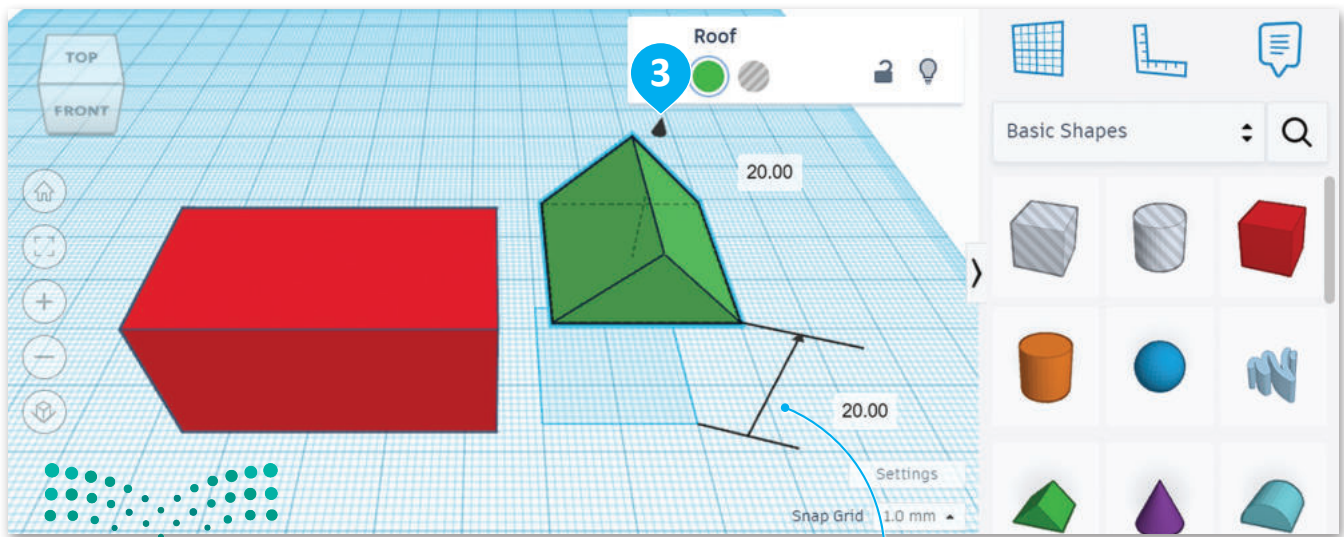 TOP
FRONT
Roof
3
20.00
20.00
Settings
Snap Grid 1.0 mm
Basic Shapes